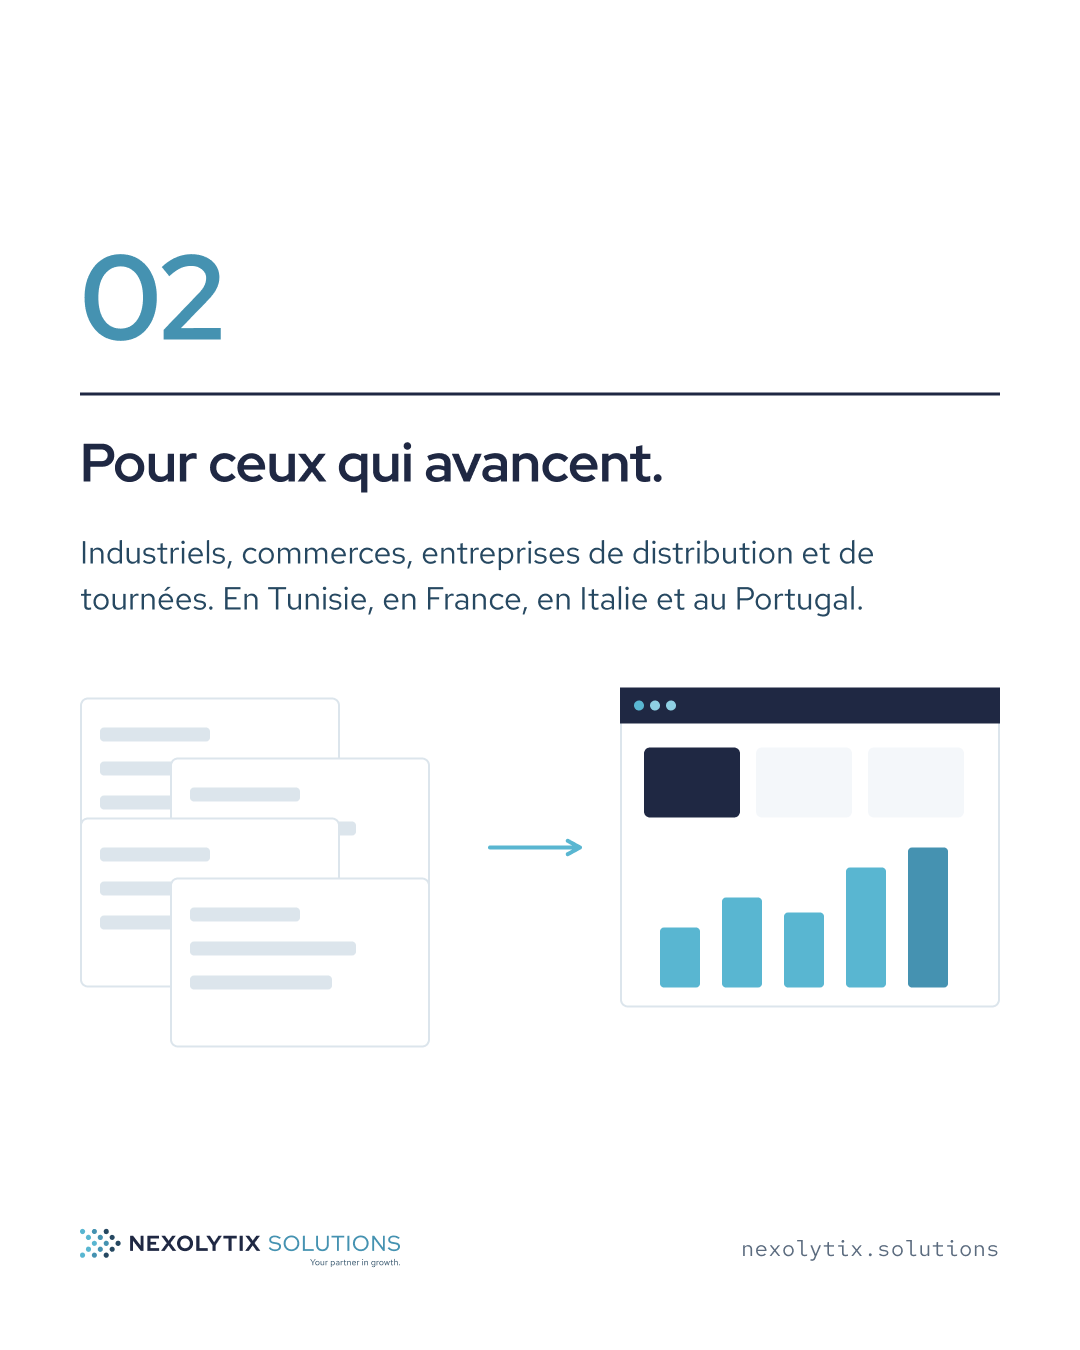 02
Pour ceux qui avancent.
Industriels, commerces, entreprises de distribution et de
tournées. En Tunisie, en France, en Italie et au Portugal.
NEXOLYTIX SOLUTIONS
Your partner in growth.
nexolytix.solutions